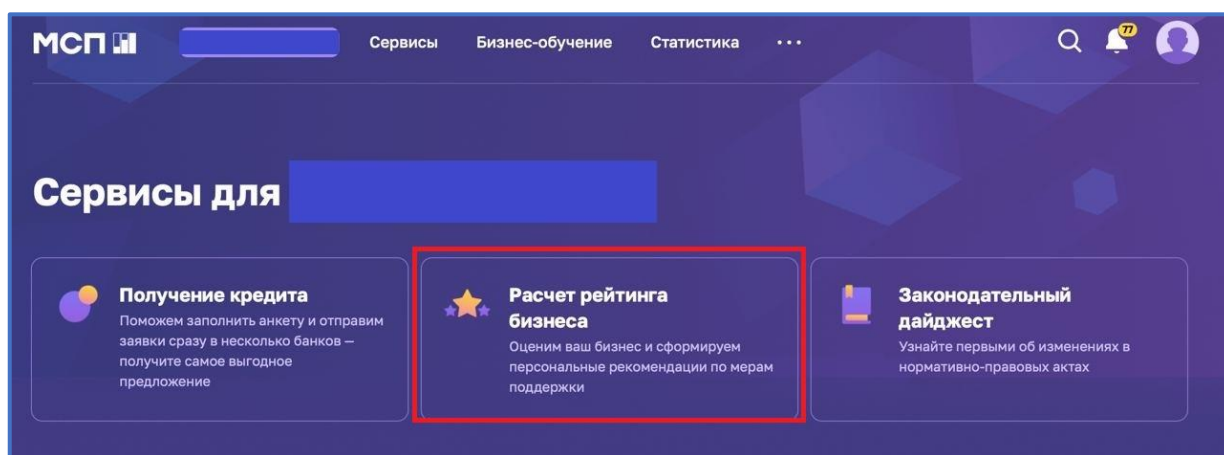 МСП
Сервисы
Бизнес-обучение
Статистика
77
Сервисы для
Получение кредита
Поможем заполнить анкету и отправим
заявки сразу в несколько банков –
получите самое выгодное
предложение
Расчет рейтинга
бизнеса
Оценим ваш бизнес и сформируем
персональные рекомендации по мерам
поддержки
Законодательный
дайджест
Узнайте первыми об изменениях в
нормативно-правовых актах